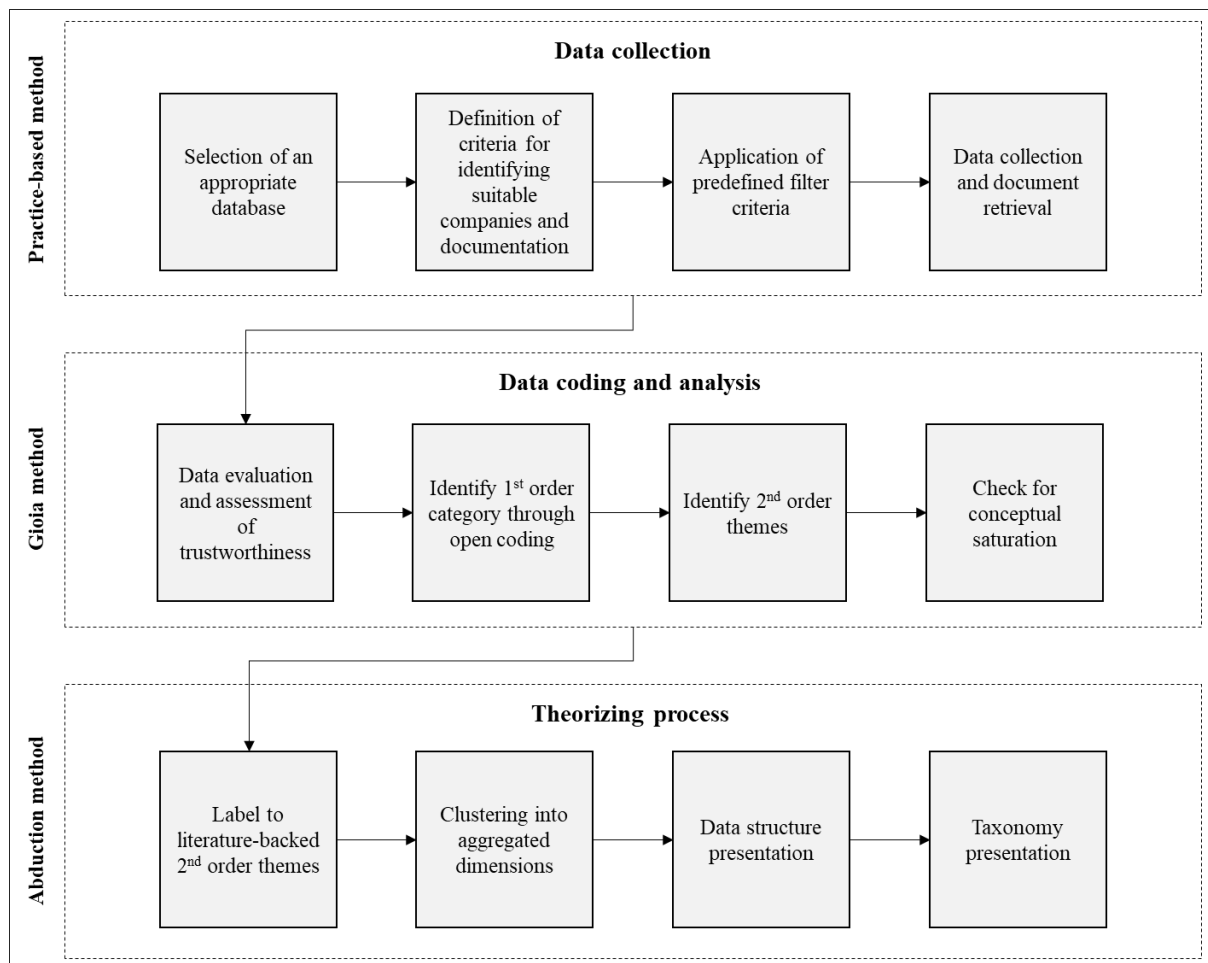 Practice-based method
Data collection
Selection of an
appropriate
database
Definition of
criteria for
identifying
suitable
companies and
documentation
Application of
predefined filter
criteria
Data collection
and document
retrieval
Gioia method
Data coding and analysis
Data evaluation
and assessment
of
trustworthiness
Identify 1st order
category through
open coding
Identify 2nd order
themes
Check for
conceptual
saturation
Abduction method
Theorizing process
Label to
literature-backed
2nd order themes
Clustering into
aggregated
dimensions
Data structure
presentation
Taxonomy
presentation